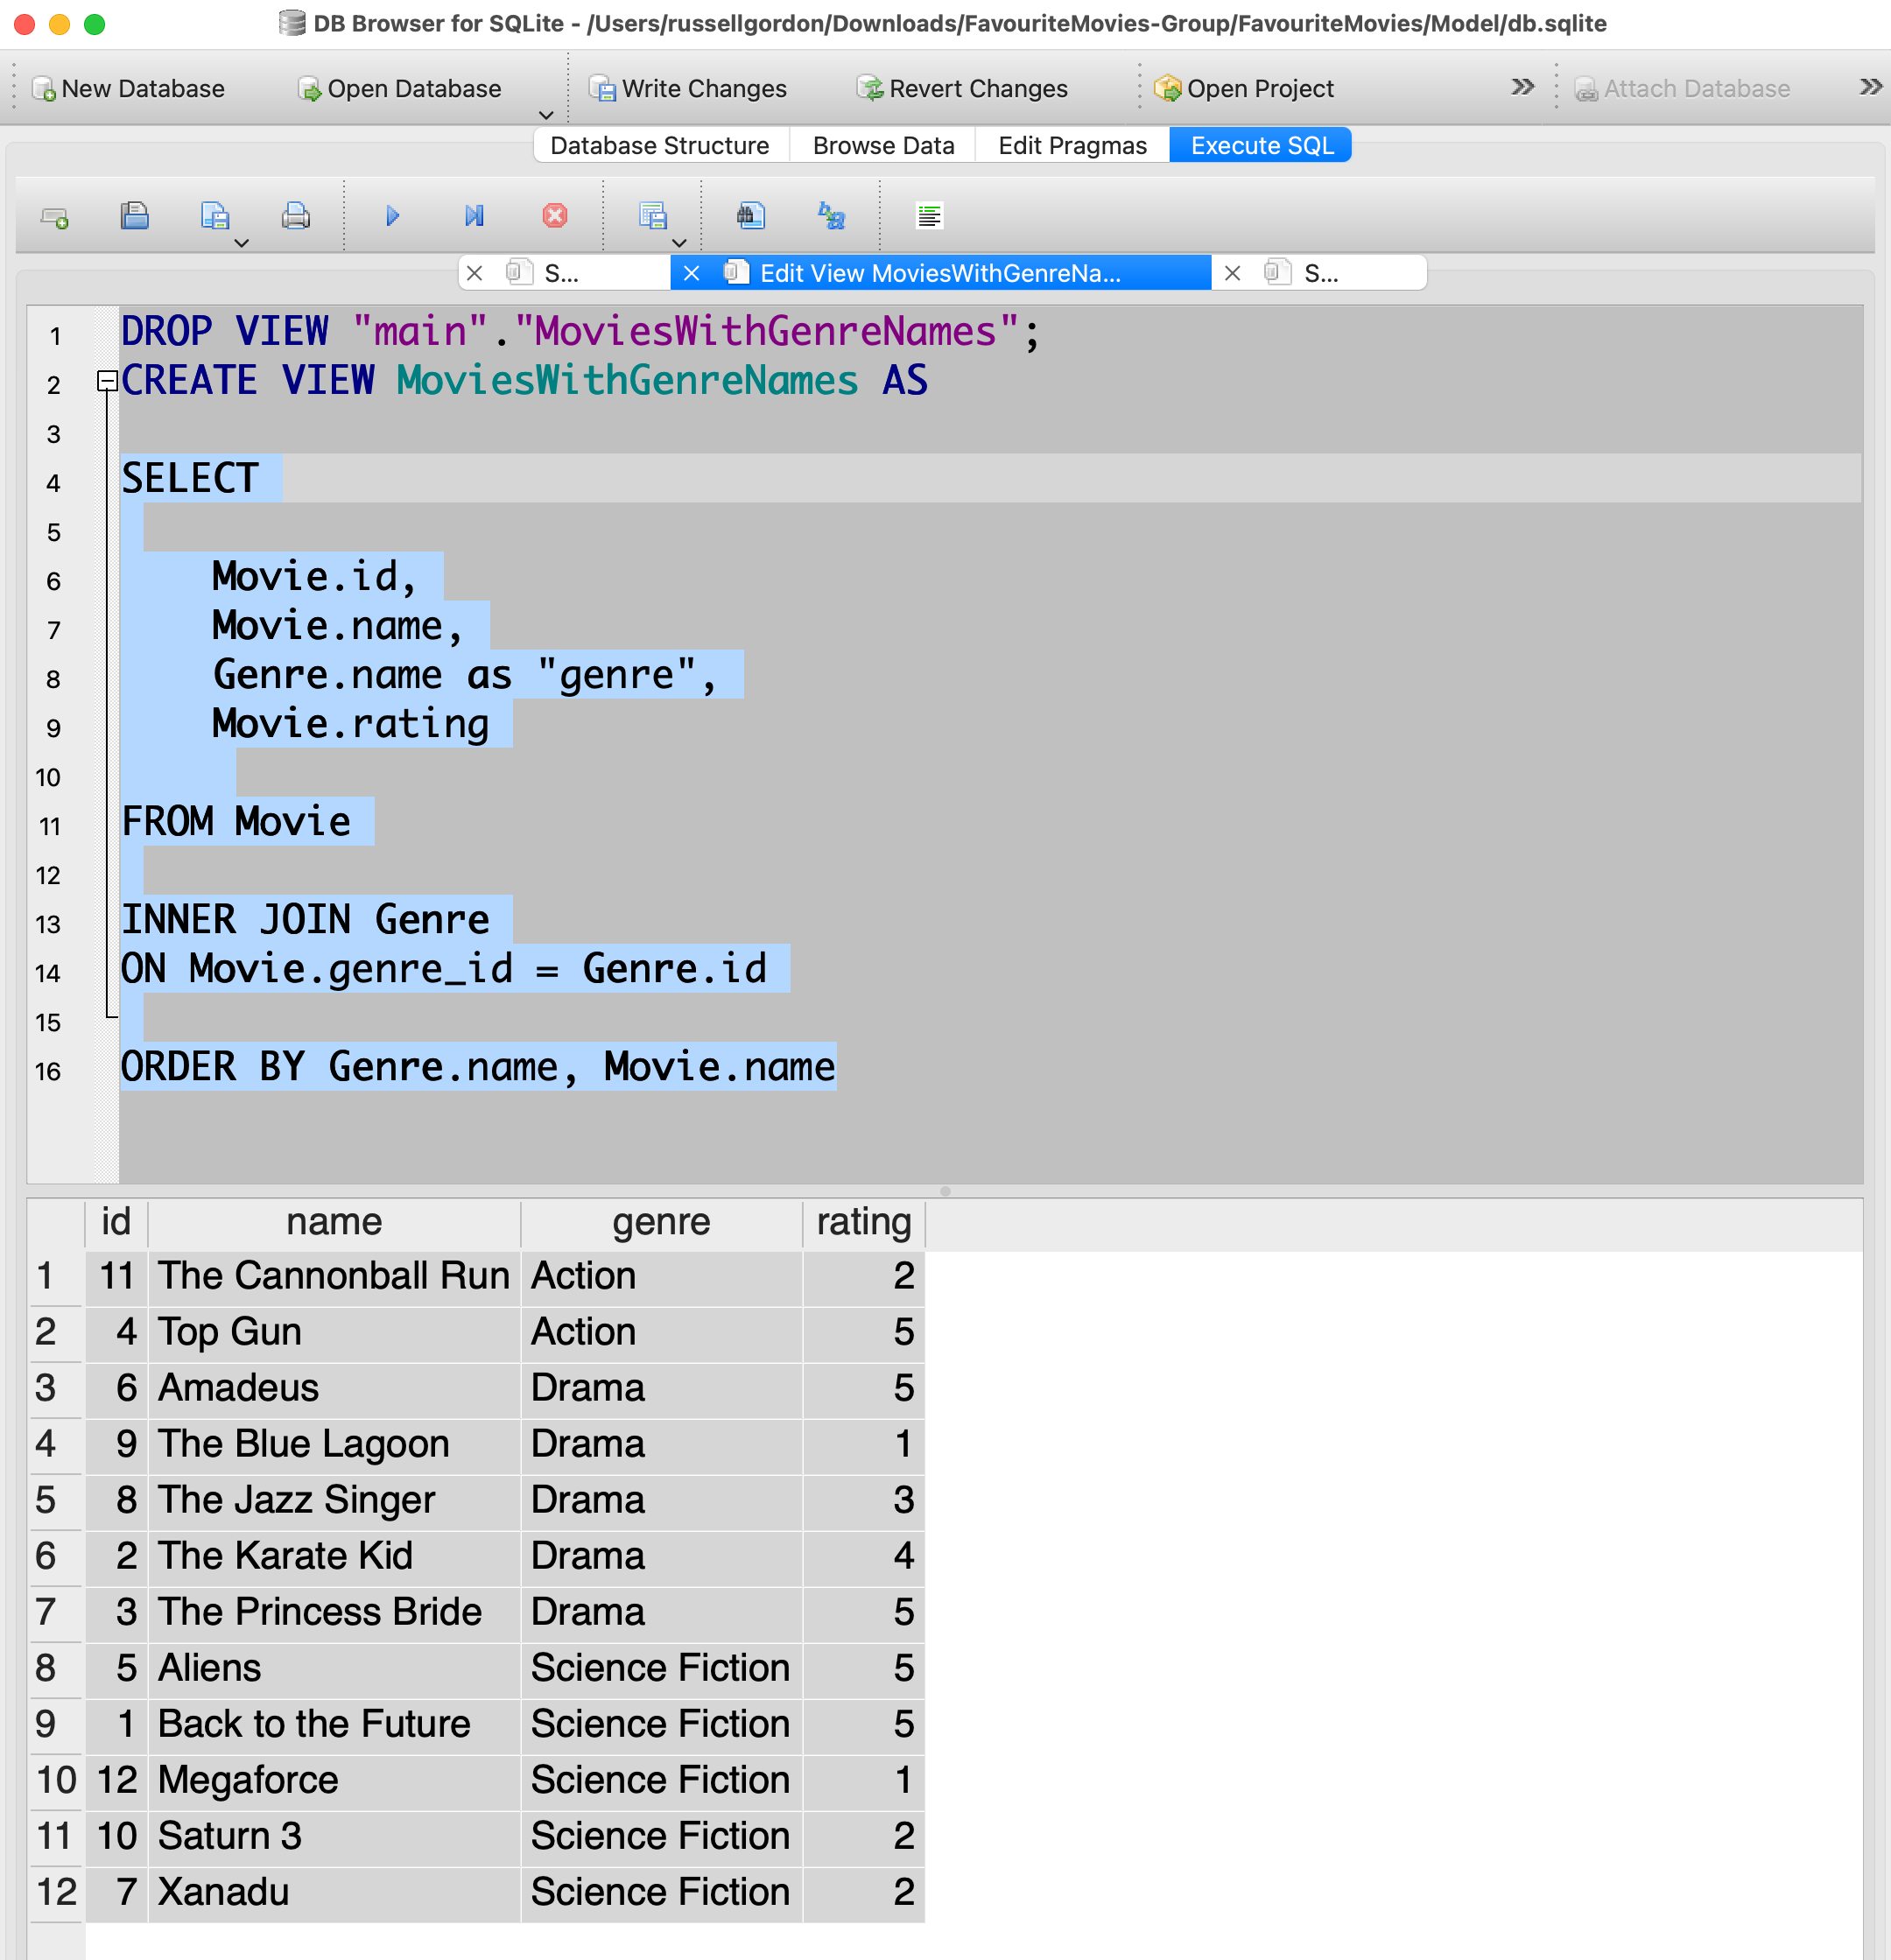 DB Browser for SQLite - /Users/russellgordon/Downloads/FavouriteMovies-Group/FavouriteMovies/Model/db.sqlite
New Database Open Database Write Changes Revert Changes Open Project Attach Database
Database Structure Browse Data Edit Pragmas Execute SQL
S... Edit View MoviesWithGenreNa... S...
1 DROP VIEW "main"."MoviesWithGenreNames";
2 CREATE VIEW MoviesWithGenreNames AS
3
4 SELECT
5
6 Movie.id,
7 Movie.name,
8 Genre.name as "genre",
9 Movie.rating
10
11 FROM Movie
12
13 INNER JOIN Genre
14 ON Movie.genre_id = Genre.id
15
16 ORDER BY Genre.name, Movie.name
id name genre rating
1 11 The Cannonball Run Action 2
2 4 Top Gun Action 5
3 6 Amadeus Drama 5
4 9 The Blue Lagoon Drama 1
5 8 The Jazz Singer Drama 3
6 2 The Karate Kid Drama 4
7 3 The Princess Bride Drama 5
8 5 Aliens Science Fiction 5
9 1 Back to the Future Science Fiction 5
10 12 Megaforce Science Fiction 1
11 10 Saturn 3 Science Fiction 2
12 7 Xanadu Science Fiction 2